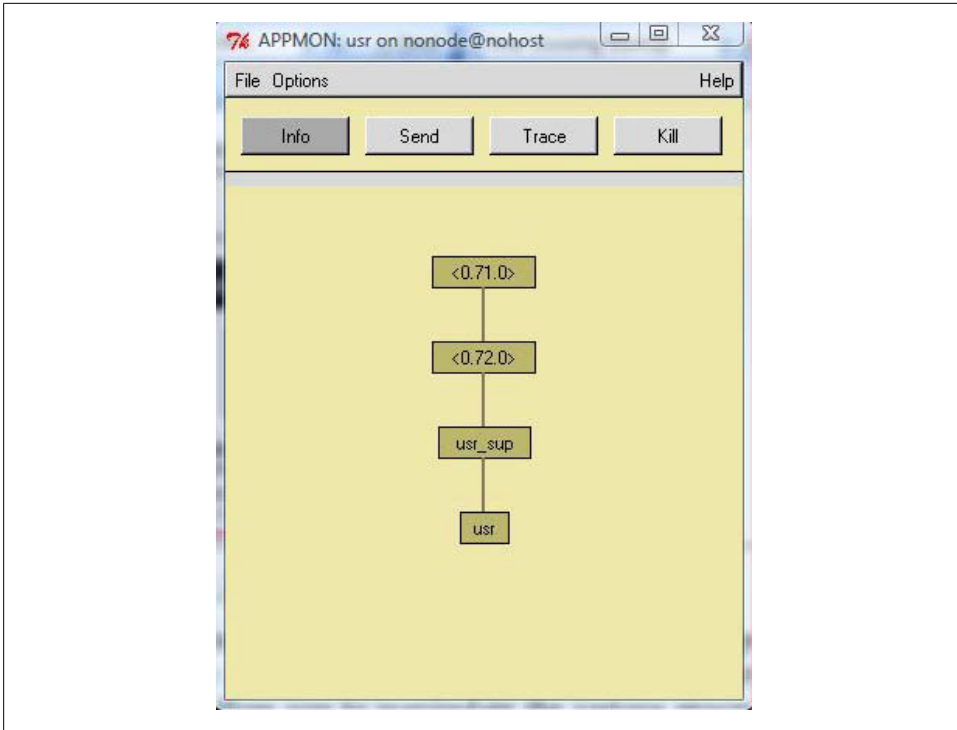 APPMON: usr on nonode@nohost
File Options Help
Info Send Trace Kill
<0.71.0>
<0.72.0>
usr_sup
usr